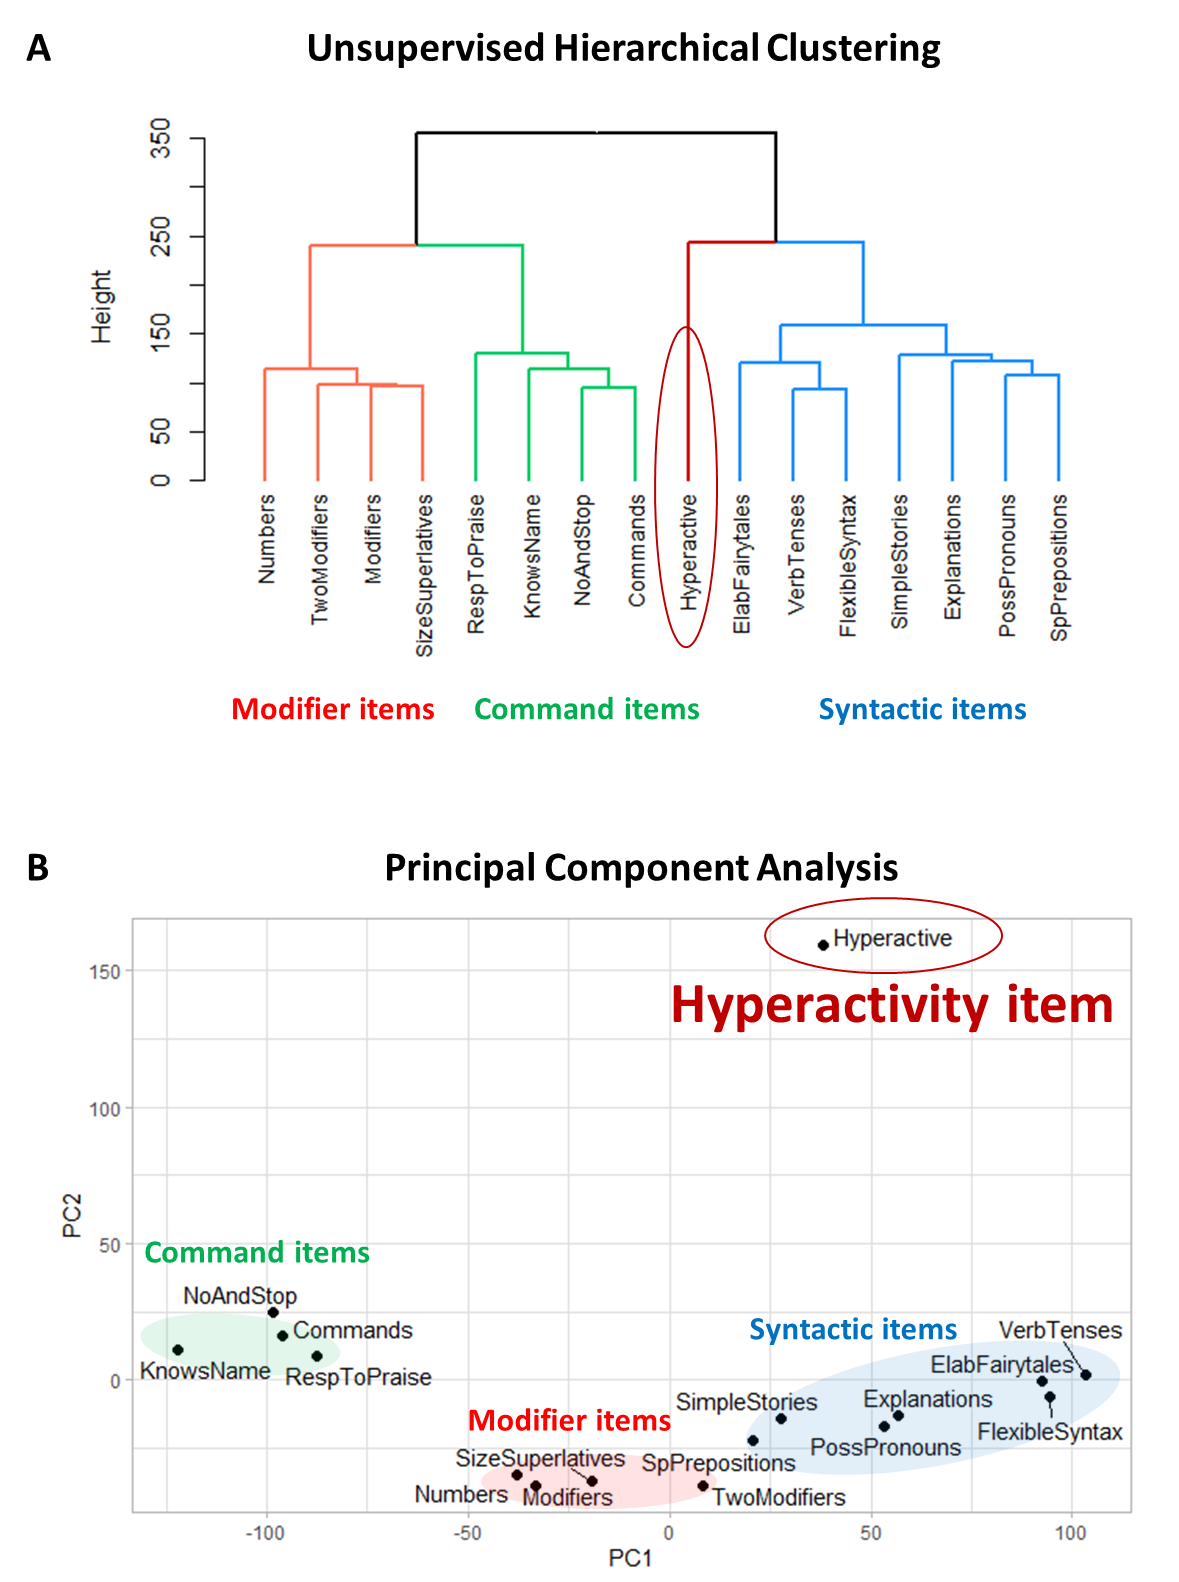 A
Unsupervised Hierarchical Clustering
Height
350
250
150
50
0
Numbers
TwoModifiers
Modifiers
SizeSuperlatives
RespToPraise
KnowsName
NoAndStop
Commands
Hyperactive
ElabFairytales
VerbTenses
FlexibleSyntax
SimpleStories
Explanations
PossPronouns
SpPrepositions
Modifier items
Command items
Syntactic items
B
Principal Component Analysis
Hyperactive
Hyperactivity item
150
100
50
0
PC2
Command items
NoAndStop
Commands
KnowsName
RespToPraise
Syntactic items
VerbTenses
ElabFairytales
SimpleStories
Explanations
FlexibleSyntax
PossPronouns
Modifier items
SizeSuperlatives
SpPrepositions
Numbers
Modifiers
TwoModifiers
-100
-50
0
50
100
PC1